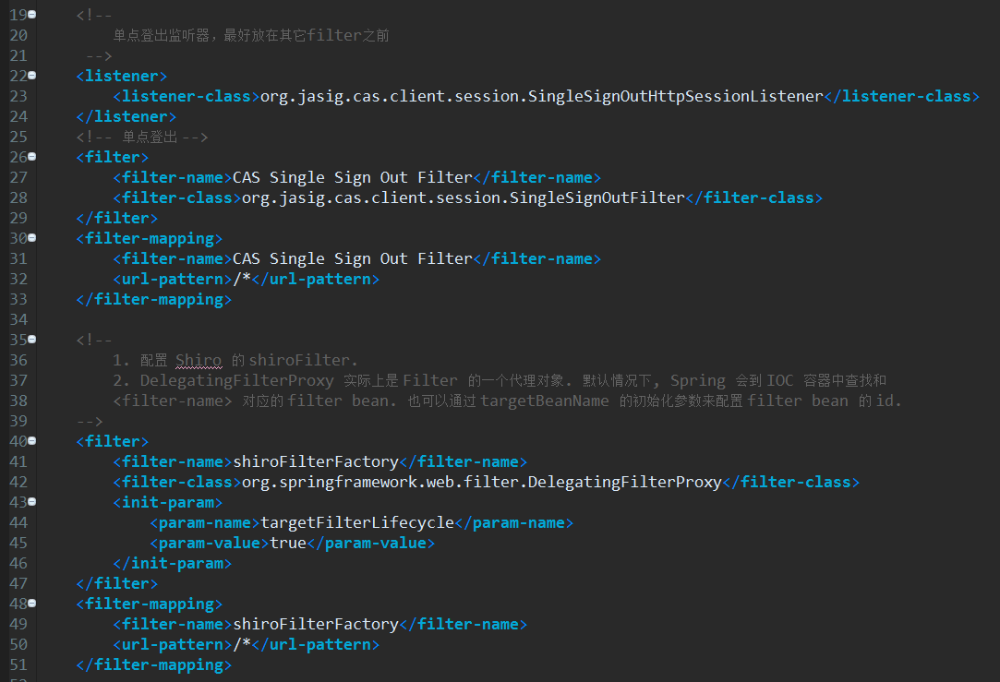 19 <!--
20 单点登出监听器，最好放在其它filter之前
21 -->
22 <listener>
23 <listener-class>org.jasig.cas.client.session.SingleSignOutHttpSessionListener</listener-class>
24 </listener>
25 <!-- 单点登出 -->
26 <filter>
27 <filter-name>CAS Single Sign Out Filter</filter-name>
28 <filter-class>org.jasig.cas.client.session.SingleSignOutFilter</filter-class>
29 </filter>
30 <filter-mapping>
31 <filter-name>CAS Single Sign Out Filter</filter-name>
32 <url-pattern>/*</url-pattern>
33 </filter-mapping>
34
35 <!--
36 1. 配置 Shiro 的 shiroFilter.
37 2. DelegatingFilterProxy 实际上是 Filter 的一个代理对象. 默认情况下, Spring 会到 IOC 容器中查找和
38 <filter-name> 对应的 filter bean. 也可以通过 targetBeanName 的初始化参数来配置 filter bean 的 id.
39 -->
40 <filter>
41 <filter-name>shiroFilterFactory</filter-name>
42 <filter-class>org.springframework.web.filter.DelegatingFilterProxy</filter-class>
43 <init-param>
44 <param-name>targetFilterLifecycle</param-name>
45 <param-value>true</param-value>
46 </init-param>
47 </filter>
48 <filter-mapping>
49 <filter-name>shiroFilterFactory</filter-name>
50 <url-pattern>/*</url-pattern>
51 </filter-mapping>